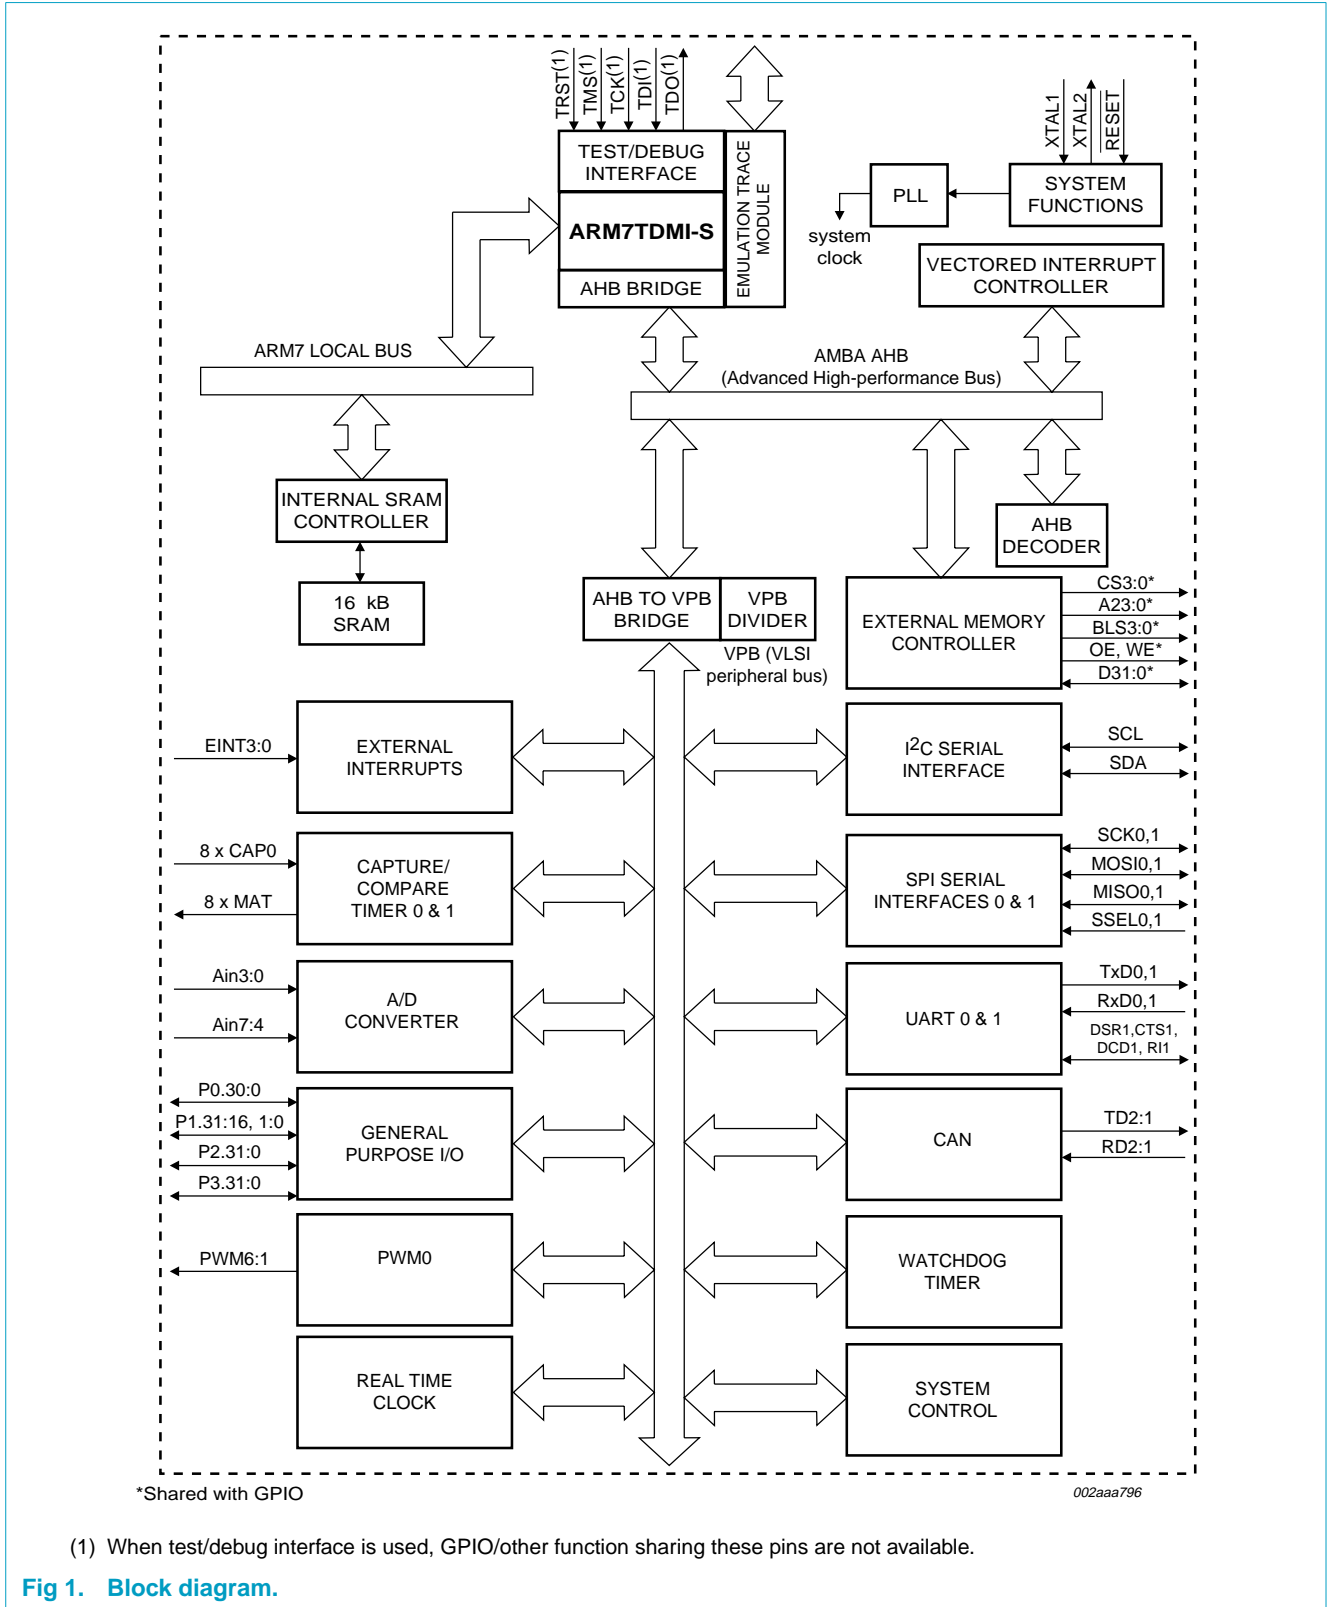 TRST(1)
TMS(1)
TCK(1)
TDI(1)
TDO(1)
XTAL1
XTAL2
RESET
TEST/DEBUG
INTERFACE
EMULATION TRACE
MODULE
PLL
SYSTEM
FUNCTIONS
ARM7TDMI-S
system
clock
AHB BRIDGE
VECTORED INTERRUPT
CONTROLLER
ARM7 LOCAL BUS
AMBA AHB
(Advanced High-performance Bus)
INTERNAL SRAM
CONTROLLER
AHB
DECODER
16 kB
SRAM
AHB TO VPB
BRIDGE
VPB
DIVIDER
VPB (VLSI
peripheral bus)
EXTERNAL MEMORY
CONTROLLER
CS3:0*
A23:0*
BLS3:0*
OE, WE*
D31:0*
EINT3:0
EXTERNAL
INTERRUPTS
I2C SERIAL
INTERFACE
SCL
SDA
8 x CAP0
8 x MAT
CAPTURE/
COMPARE
TIMER 0 & 1
SPI SERIAL
INTERFACES 0 & 1
SCK0,1
MOSI0,1
MISO0,1
SSEL0,1
Ain3:0
Ain7:4
A/D
CONVERTER
UART 0 & 1
TxD0,1
RxD0,1
DSR1,CTS1,
DCD1, RI1
P0.30:0
P1.31:16, 1:0
P2.31:0
P3.31:0
GENERAL
PURPOSE I/O
CAN
TD2:1
RD2:1
PWM6:1
PWM0
WATCHDOG
TIMER
REAL TIME
CLOCK
SYSTEM
CONTROL
*Shared with GPIO
002aaa796
(1) When test/debug interface is used, GPIO/other function sharing these pins are not available.
Fig 1. Block diagram.